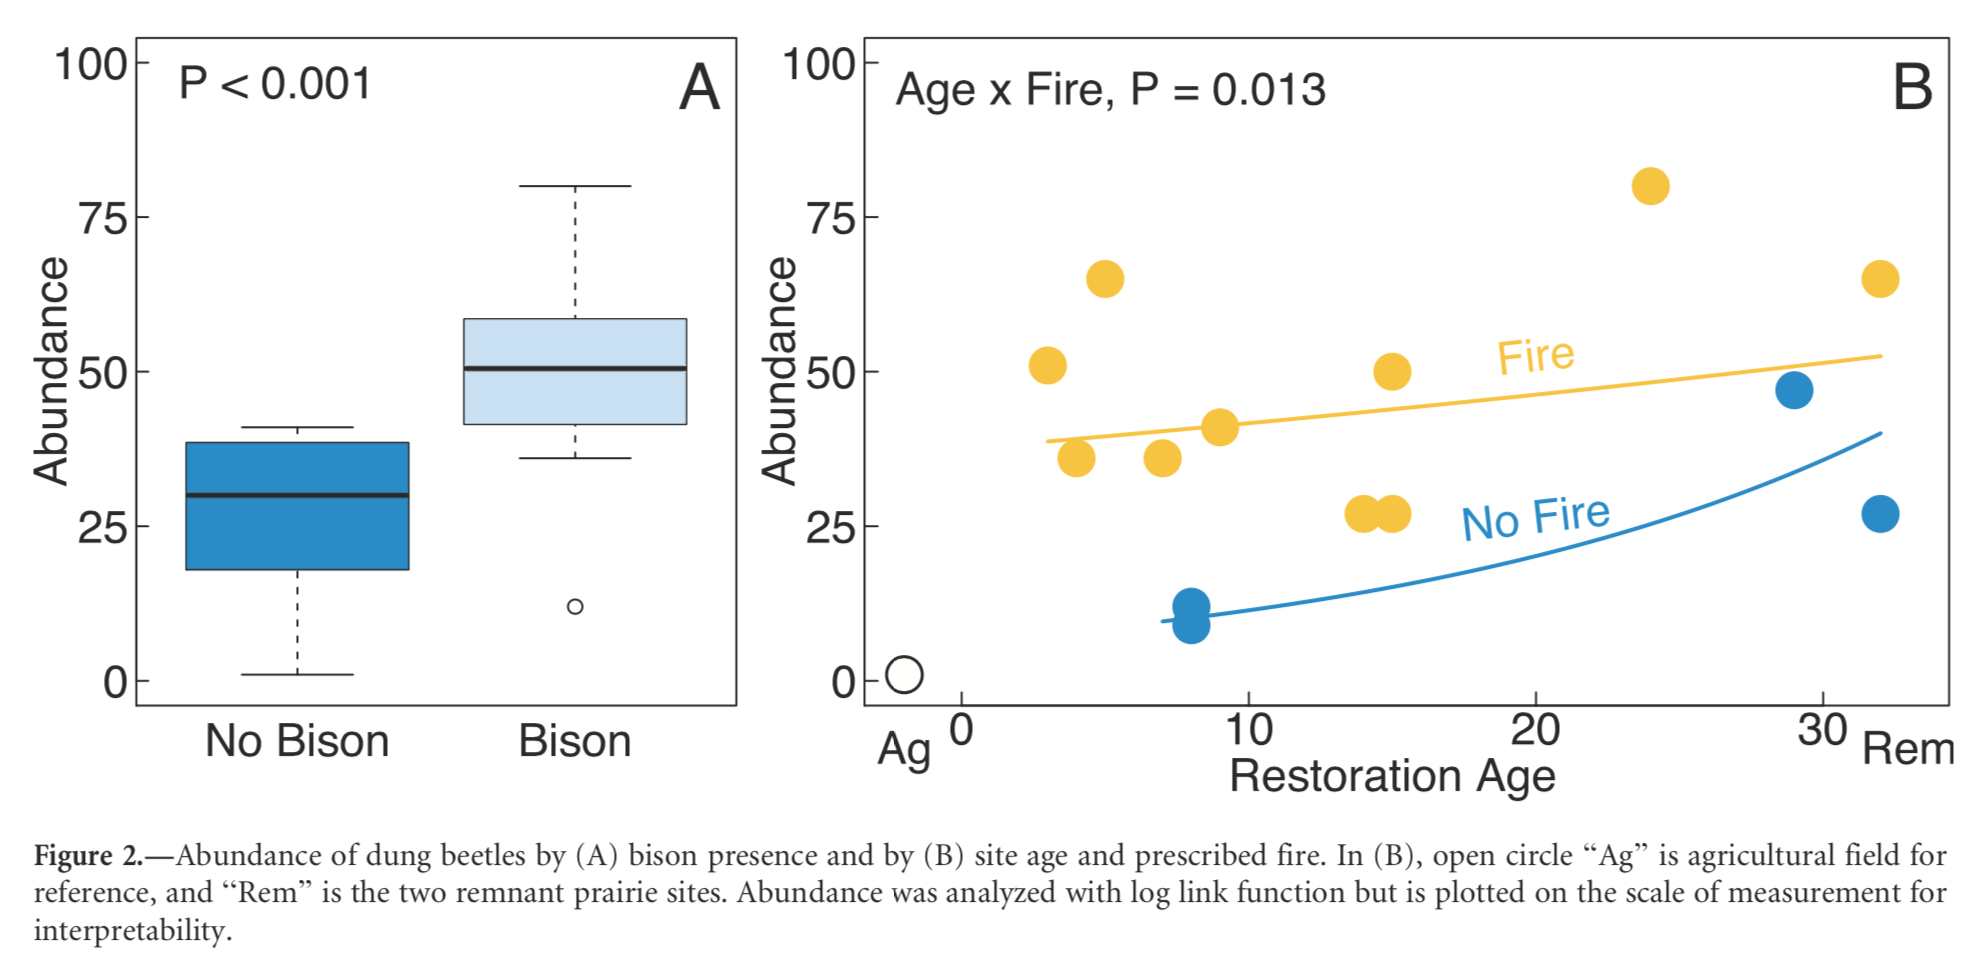 100
75
50
25
0
Abundance
P < 0.001
A
No Bison
Bison
100
75
50
25
0
Abundance
Age x Fire, P = 0.013
B
Fire
No Fire
Ag
0
10
20
30
Rem
Restoration Age
Figure 2.—Abundance of dung beetles by (A) bison presence and by (B) site age and prescribed fire. In (B), open circle “Ag” is agricultural field for
reference, and “Rem” is the two remnant prairie sites. Abundance was analyzed with log link function but is plotted on the scale of measurement for
interpretability.